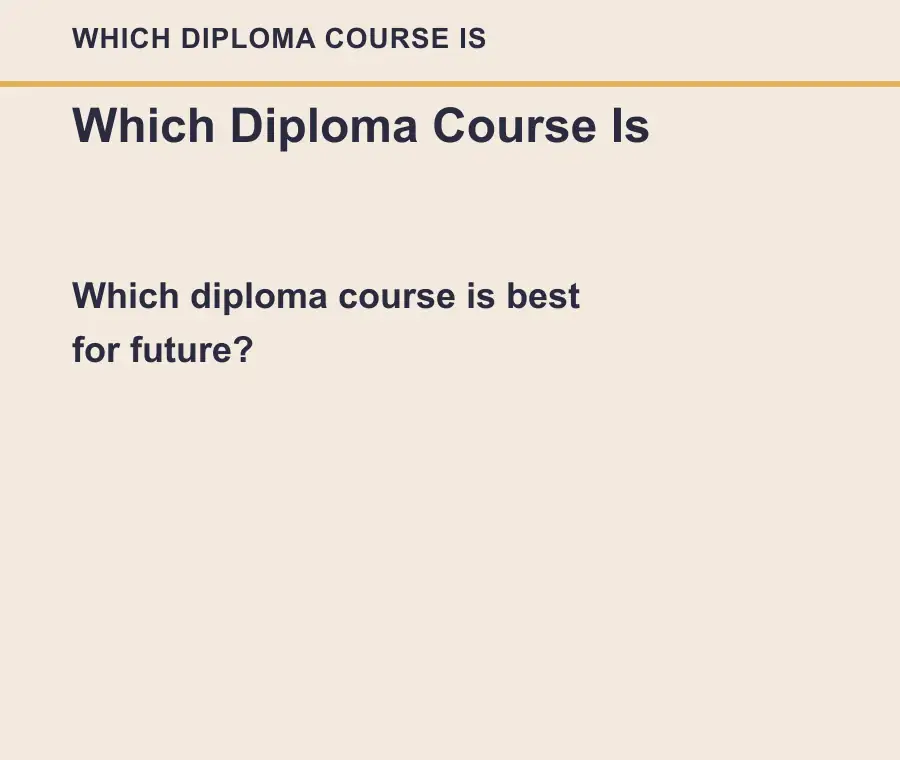 WHICH DIPLOMA COURSE IS
Which Diploma Course Is
Which diploma course is best
for future?